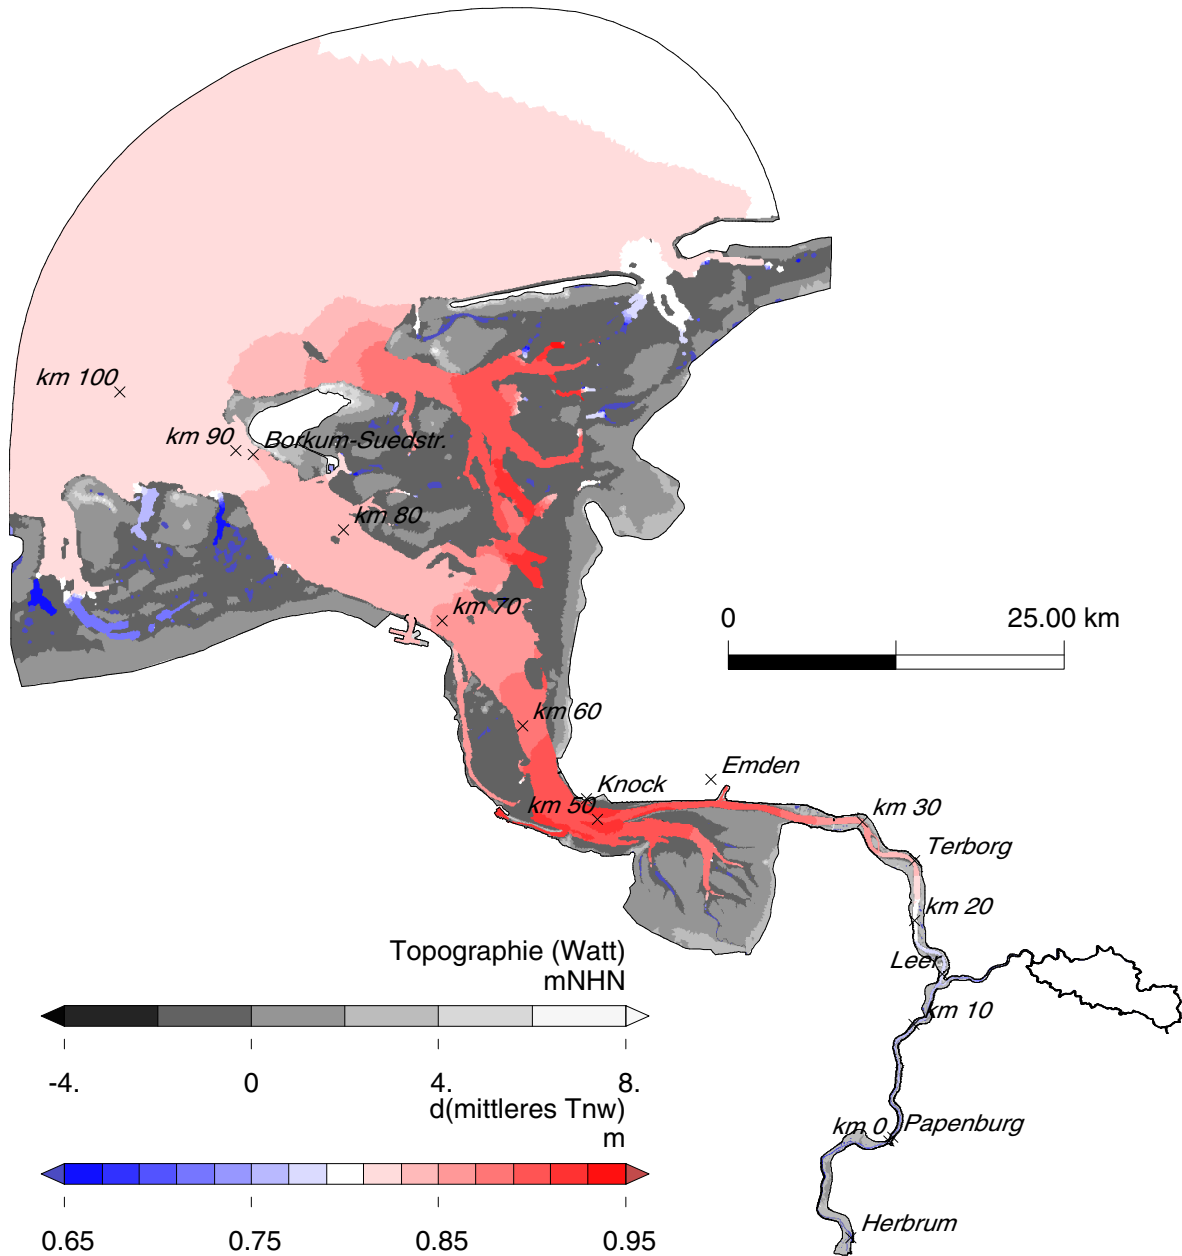 km 100
km 90
Borkum-Suedstr.
km 80
km 70
0 25.00 km
km 60
Knock
Emden
km 50
km 30
Terborg
km 20
Leer
km 10
km 0
Papenburg
Herbrum
Topographie (Watt)
mNHN
-4. 0 4. 8.
d(mittleres Tnw)
m
0.65 0.75 0.85 0.95